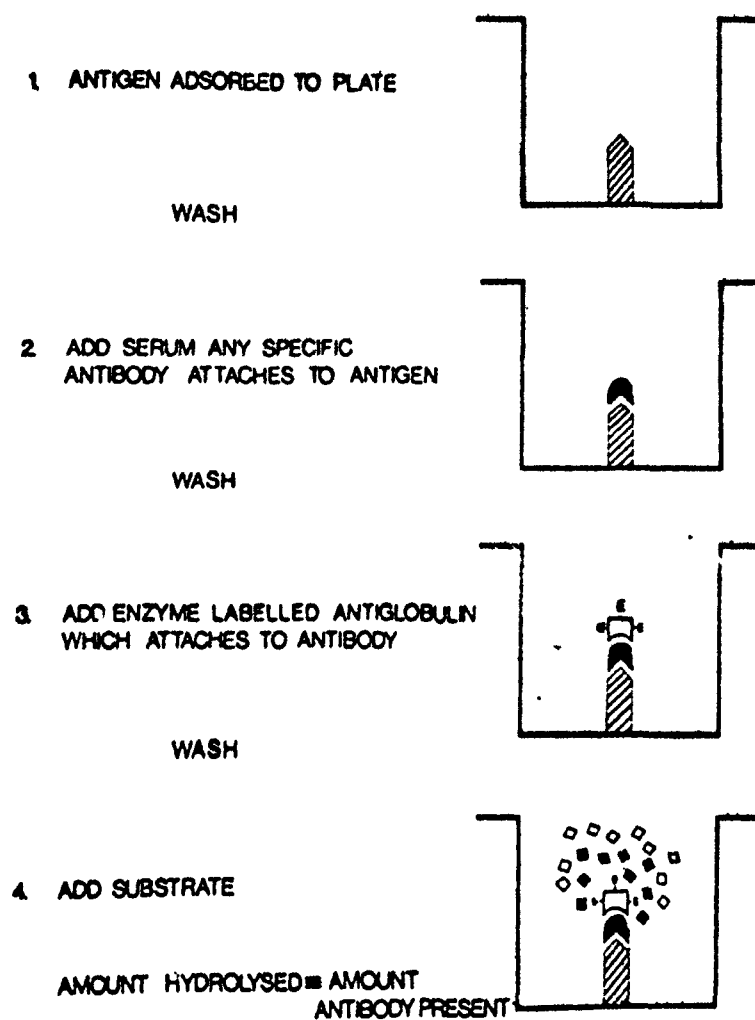 1. ANTIGEN ADSORBED TO PLATE
WASH
2. ADD SERUM ANY SPECIFIC
ANTIBODY ATTACHES TO ANTIGEN
WASH
3. ADD ENZYME LABELLED ANTIGLOBULIN
WHICH ATTACHES TO ANTIBODY
E
E E
WASH
4. ADD SUBSTRATE
AMOUNT HYDROLYSED = AMOUNT
ANTIBODY PRESENT